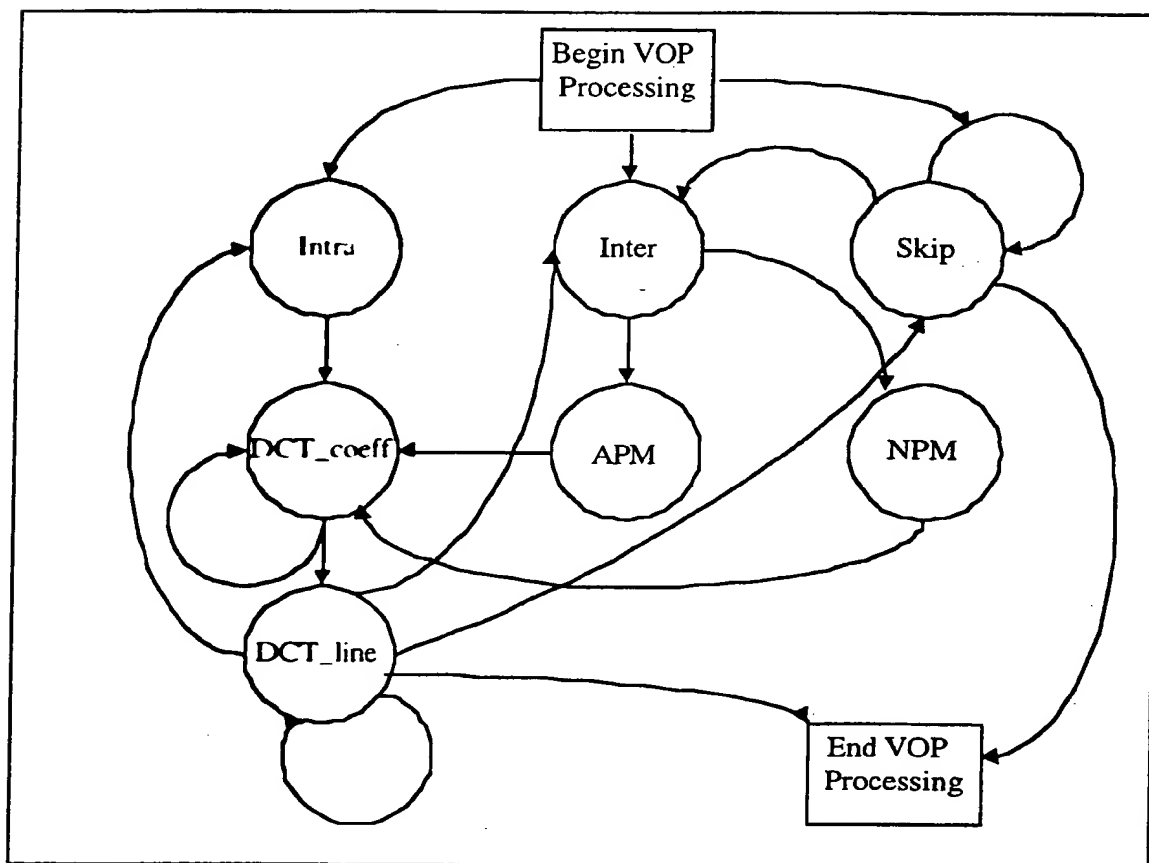 Begin VOP
Processing
Intra
Inter
Skip
DCT_coeff
APM
NPM
DCT_line
End VOP
Processing